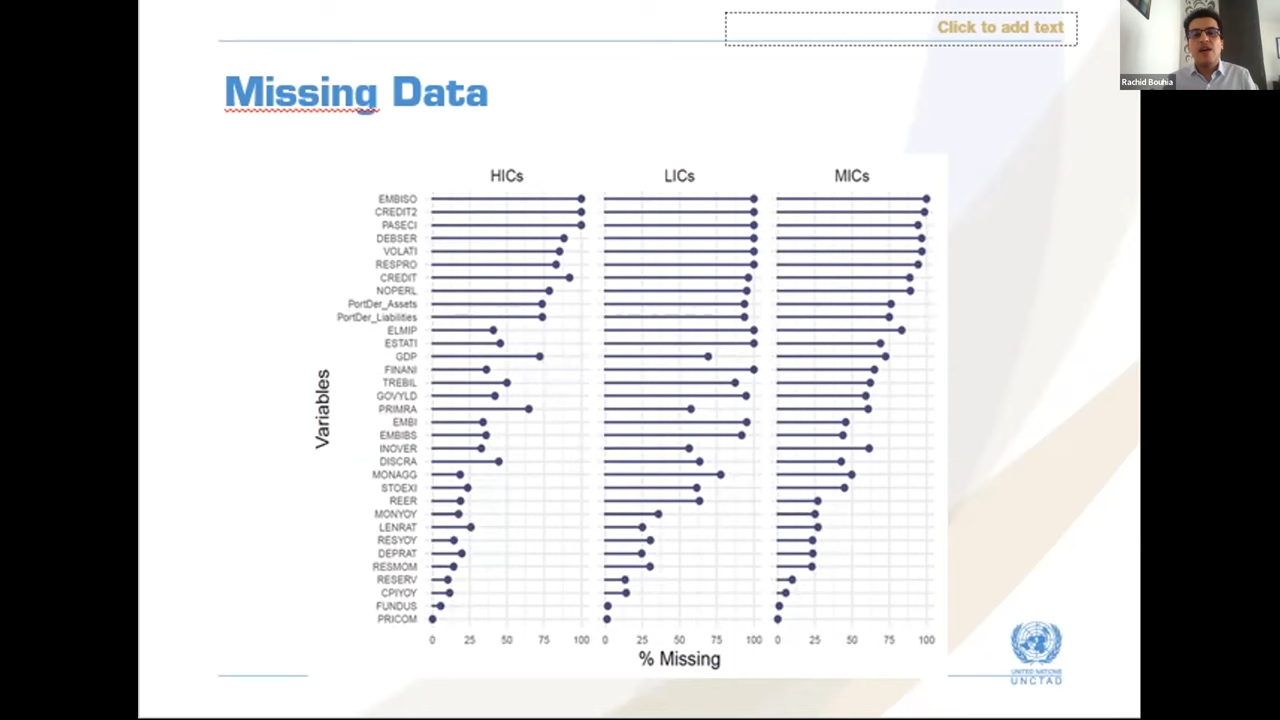 Click to add text
Rachid Bouhia
Missing Data
HICs LICs MICs
EMBISO
CREDIT2
PASECI
DEBSER
VOLATI
RESPRO
CREDIT
NOPERL
PortDer_Assets
PortDer_Liabilities
ELMIP
ESTATI
GDP
FINANI
TREBIL
GOVYLD
PRIMRA
EMBI
EMBIBS
INOVER
DISCRA
MONAGG
STOEXI
REER
MONYOY
LENRAT
RESYOY
DEPRAT
RESMOM
RESERV
CPIYOY
FUNDUS
PRICOM
Variables
0 25 50 75 100 0 25 50 75 100 0 25 50 75 100
% Missing
UNITED NATIONS
UNCTAD